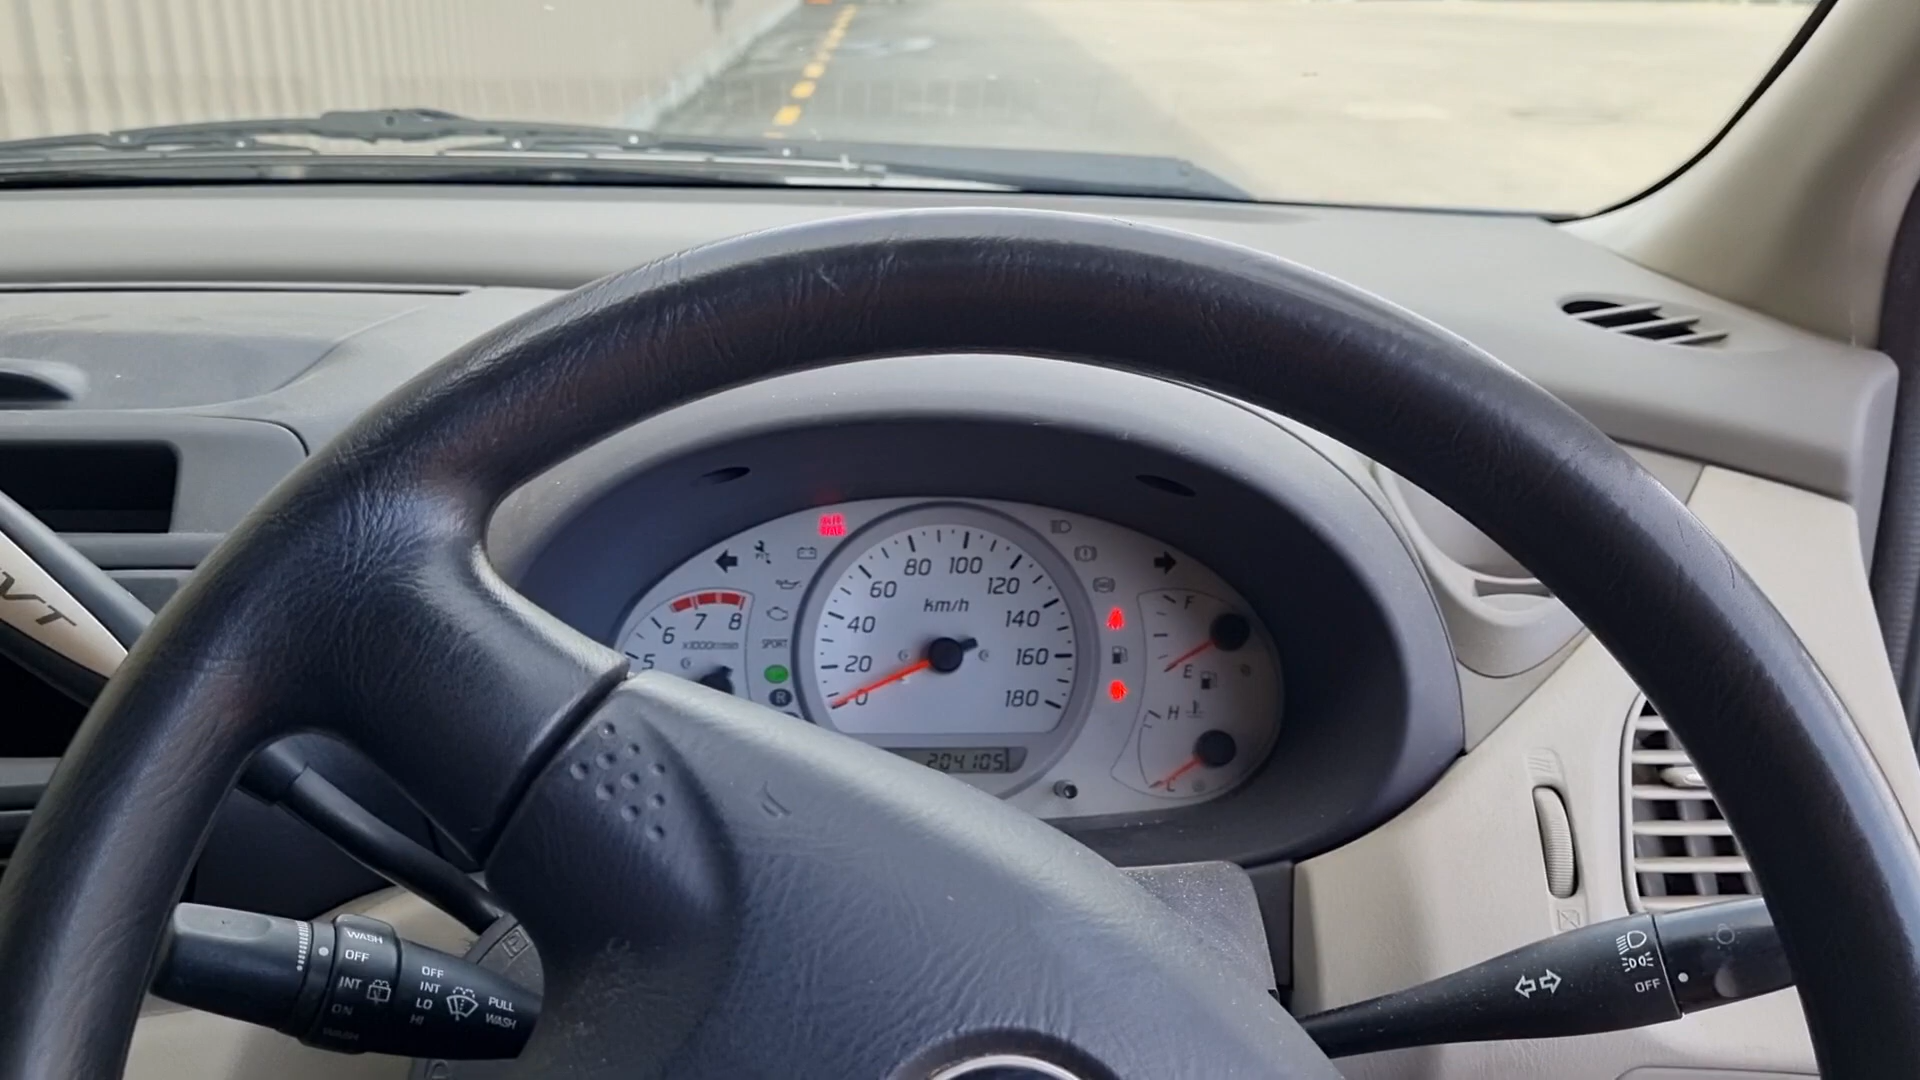 80 100
60 120
km/h
40 140
20 160
0 180
6 7 8
5
x1000r/min
SPORT
R
F
E
H
C
204105
VT
WASH
OFF
INT
ON
WASH
OFF
INT
LO
HI
PULL
WASH
P
OFF